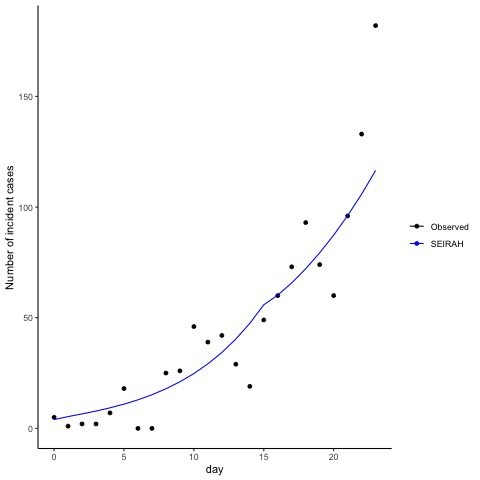 Number of incident cases
150
100
50
0
0 5 10 15 20
day
Observed
SEIRAH